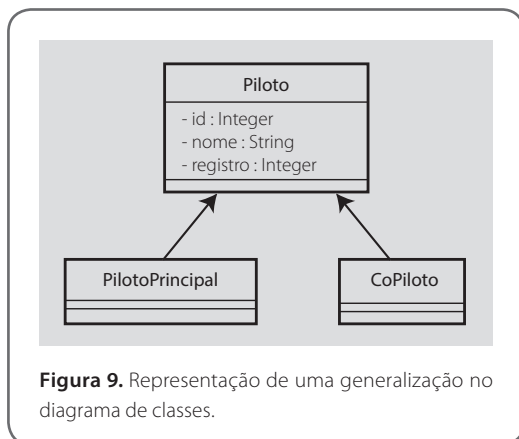 Piloto
- id : Integer
- nome : String
- registro : Integer
PilotoPrincipal
CoPiloto
Figura 9. Representação de uma generalização no
diagrama de classes.